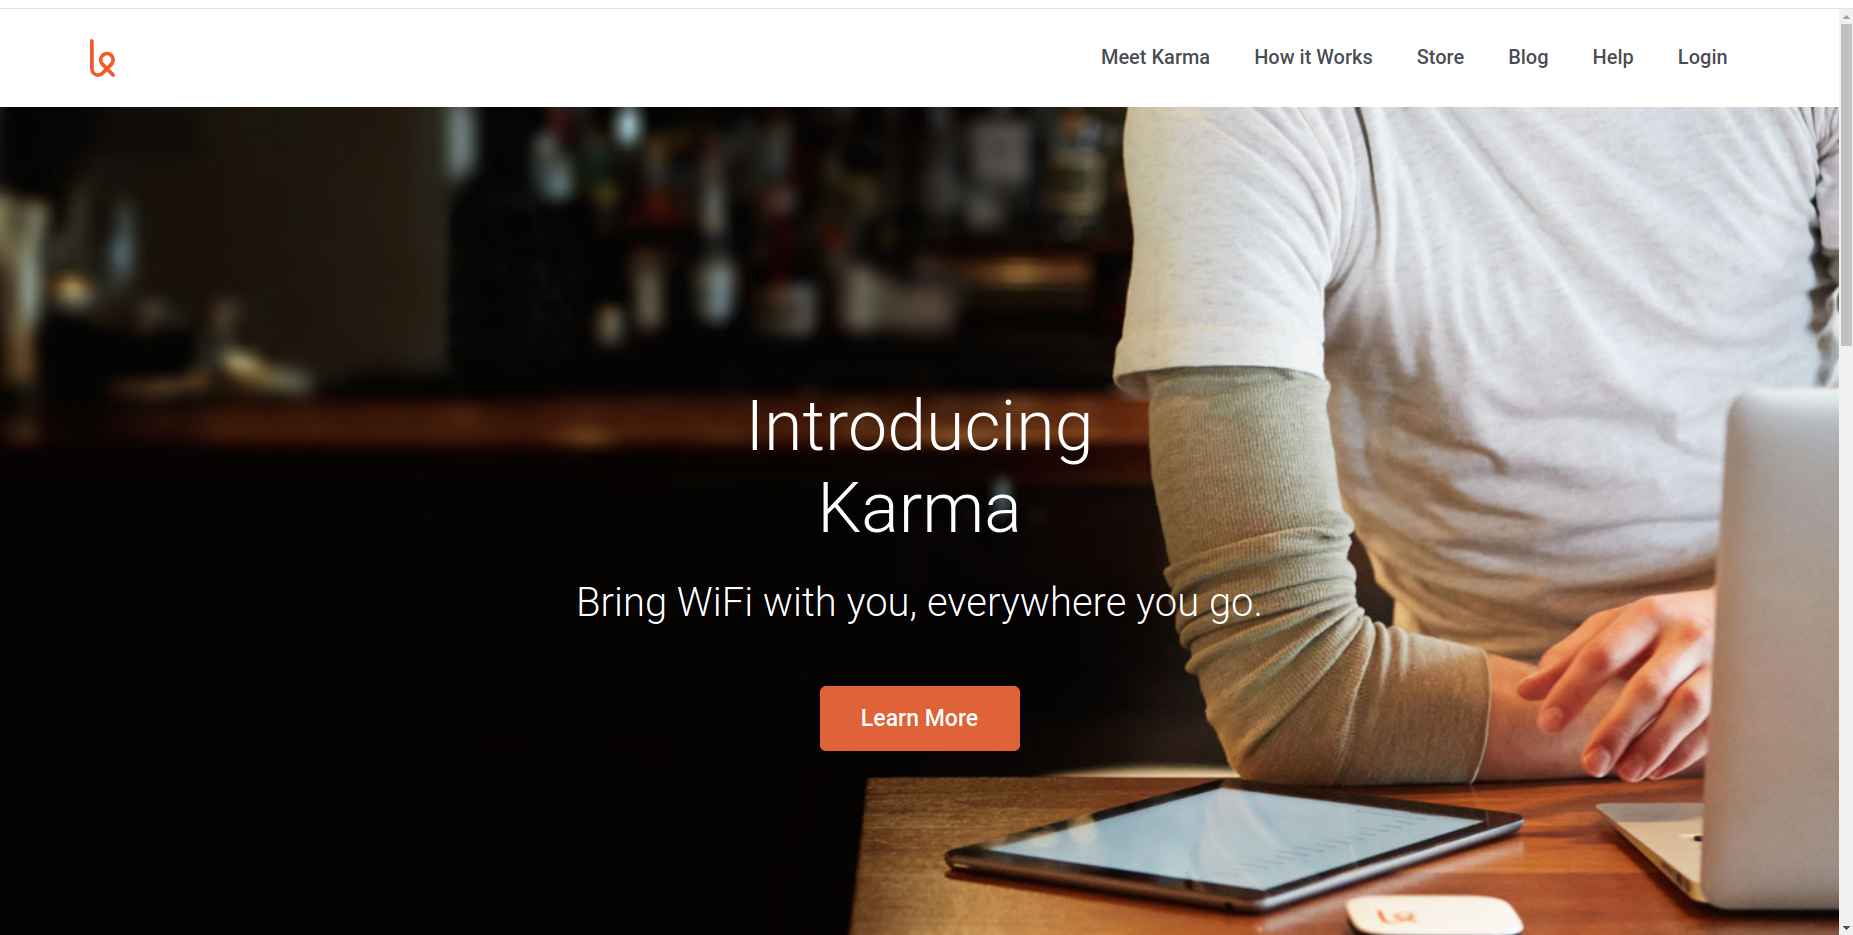 Meet Karma How it Works Store Blog Help Login
Introducing
Karma
Bring WiFi with you, everywhere you go.
Learn More